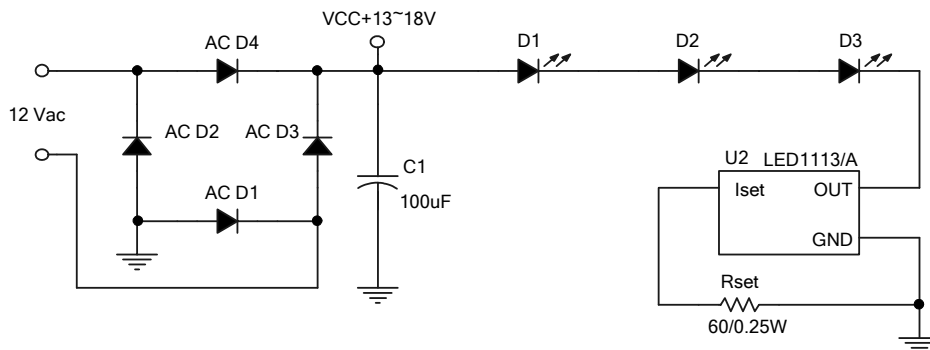 VCC+13~18V
AC D4
D1
D2
D3
12 Vac
AC D2
AC D3
C1
100uF
AC D1
U2 LED1113/A
Iset OUT
GND
Rset
60/0.25W